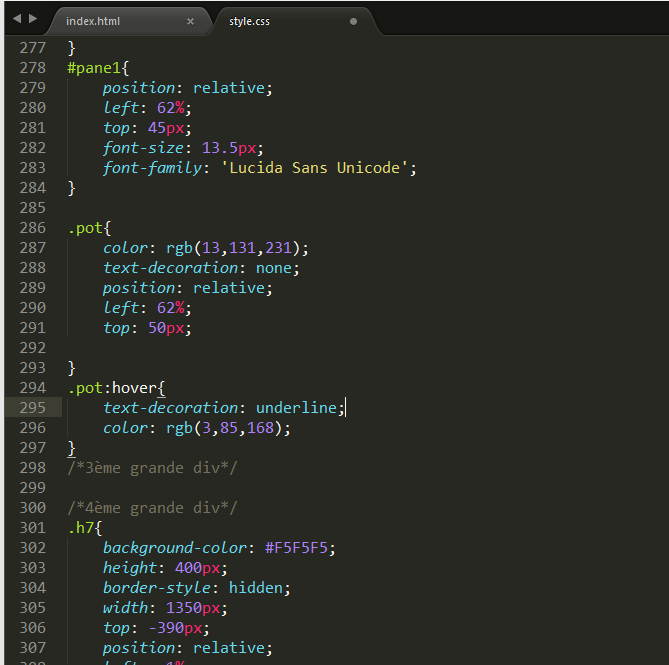 index.html × style.css
277 }
278 #pane1{
279 position: relative;
280 left: 62%;
281 top: 45px;
282 font-size: 13.5px;
283 font-family: 'Lucida Sans Unicode';
284 }
285
286 .pot{
287 color: rgb(13,131,231);
288 text-decoration: none;
289 position: relative;
290 left: 62%;
291 top: 50px;
292
293 }
294 .pot:hover{
295 text-decoration: underline;
296 color: rgb(3,85,168);
297 }
298 /*3ème grande div*/
299
300 /*4ème grande div*/
301 .h7{
302 background-color: #F5F5F5;
303 height: 400px;
304 border-style: hidden;
305 width: 1350px;
306 top: -390px;
307 position: relative;